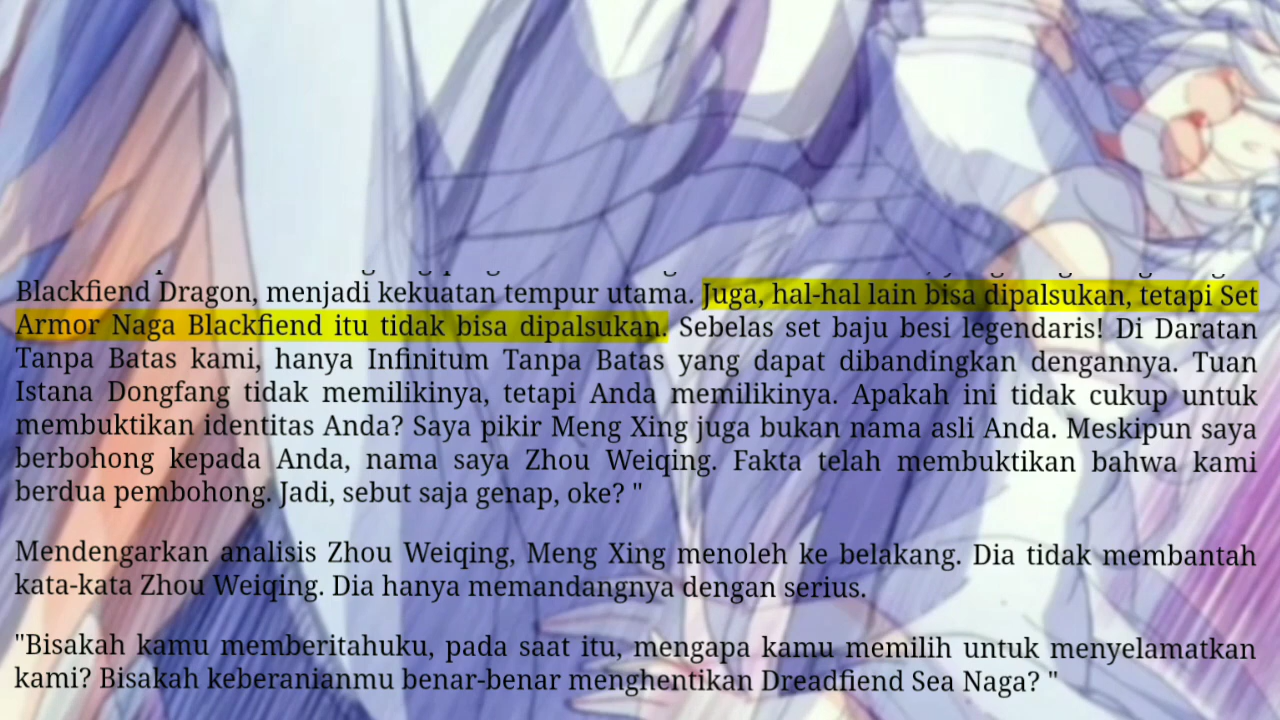 Blackfiend Dragon, menjadi kekuatan tempur utama. Juga, hal-hal lain bisa dipalsukan, tetapi Set
Armor Naga Blackfiend itu tidak bisa dipalsukan. Sebelas set baju besi legendaris! Di Daratan
Tanpa Batas kami, hanya Infinitum Tanpa Batas yang dapat dibandingkan dengannya. Tuan
Istana Dongfang tidak memilikinya, tetapi Anda memilikinya. Apakah ini tidak cukup untuk
membuktikan identitas Anda? Saya pikir Meng Xing juga bukan nama asli Anda. Meskipun saya
berbohong kepada Anda, nama saya Zhou Weiqing. Fakta telah membuktikan bahwa kami
berdua pembohong. Jadi, sebut saja genap, oke? "
Mendengarkan analisis Zhou Weiqing, Meng Xing menoleh ke belakang. Dia tidak membantah
kata-kata Zhou Weiqing. Dia hanya memandangnya dengan serius.
"Bisakah kamu memberitahuku, pada saat itu, mengapa kamu memilih untuk menyelamatkan
kami? Bisakah keberanianmu benar-benar menghentikan Dreadfiend Sea Naga? "